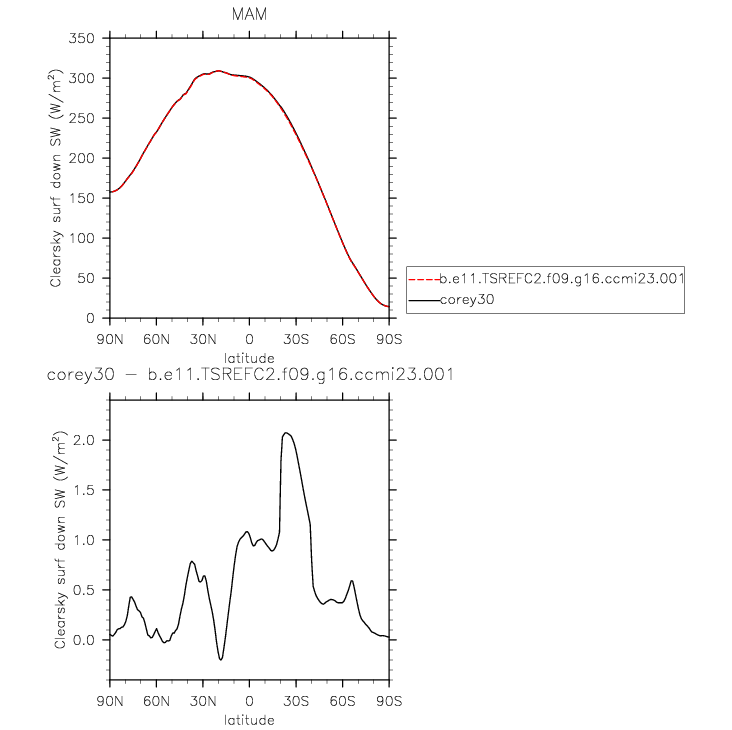 MAM
350
300
250
200
150
100
50
0
Clearsky surf down SW (W/m²)
90N 60N 30N 0 30S 60S 90S
latitude
b.e11.TSREFC2.f09.g16.ccmi23.001
corey30
corey30 − b.e11.TSREFC2.f09.g16.ccmi23.001
2.0
1.5
1.0
0.5
0.0
Clearsky surf down SW (W/m²)
90N 60N 30N 0 30S 60S 90S
latitude